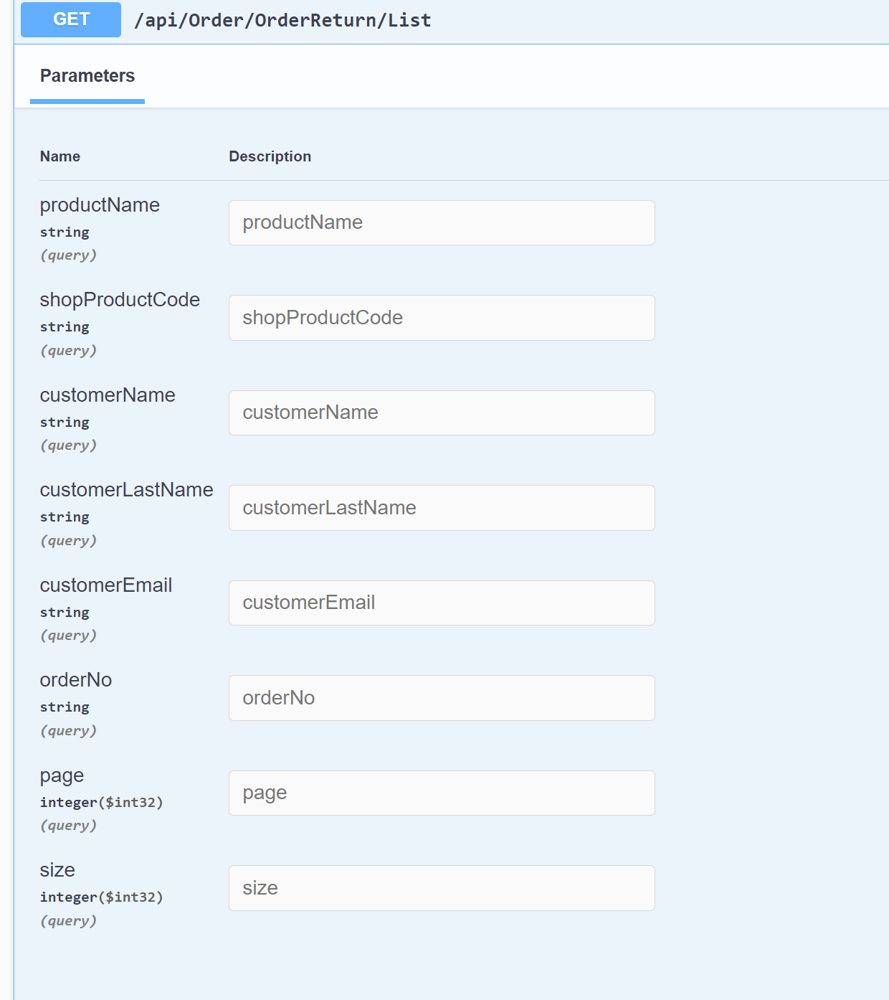 GET /api/Order/OrderReturn/List
Parameters
Name Description
productName
string
(query)
productName
shopProductCode
string
(query)
shopProductCode
customerName
string
(query)
customerName
customerLastName
string
(query)
customerLastName
customerEmail
string
(query)
customerEmail
orderNo
string
(query)
orderNo
page
integer($int32)
(query)
page
size
integer($int32)
(query)
size